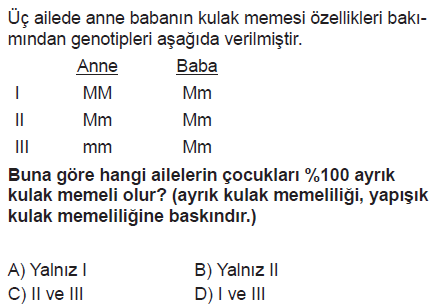 Üç ailede anne babanın kulak memesi özellikleri bakı-
mından genotipleri aşağıda verilmiştir.
Anne Baba
I MM Mm
II Mm Mm
III mm Mm
Buna göre hangi ailelerin çocukları %100 ayrık
kulak memeli olur? (ayrık kulak memeliliği, yapışık
kulak memeliliğine baskındır.)
A) Yalnız I B) Yalnız II
C) II ve III D) I ve III